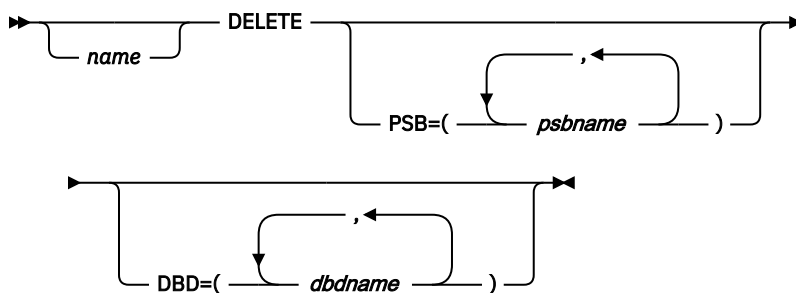 DELETE
name
,
PSB=( psbname )
,
DBD=( dbdname )